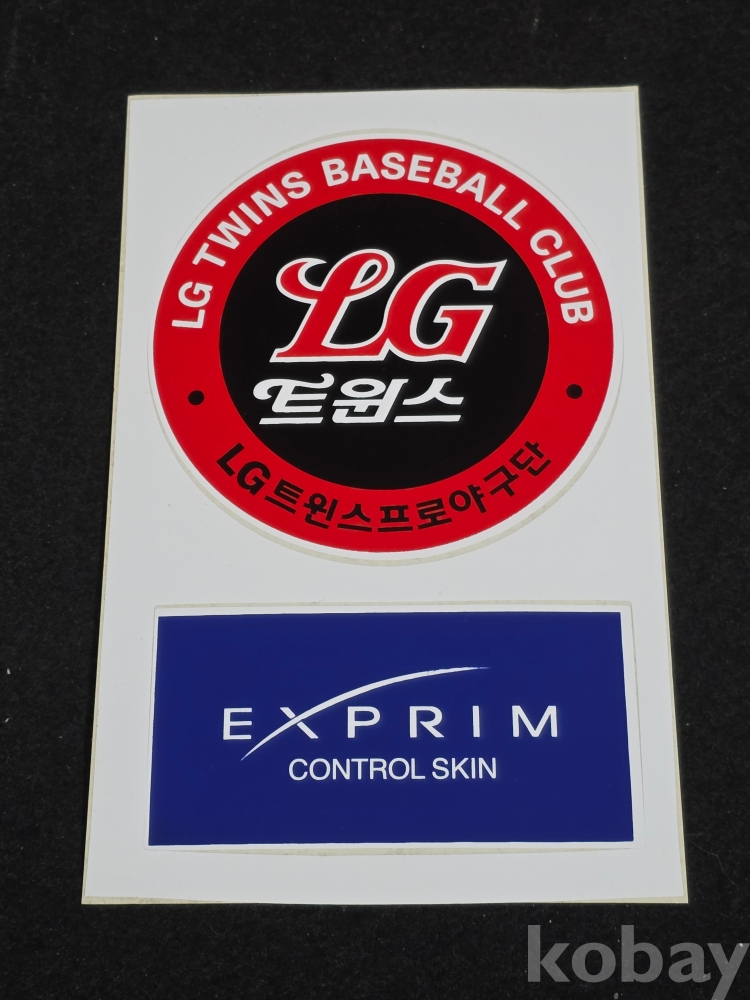 LG TWINS BASEBALL CLUB
LG
트윈스
LG트윈스프로야구단
EXPRIM
CONTROL SKIN
kobay